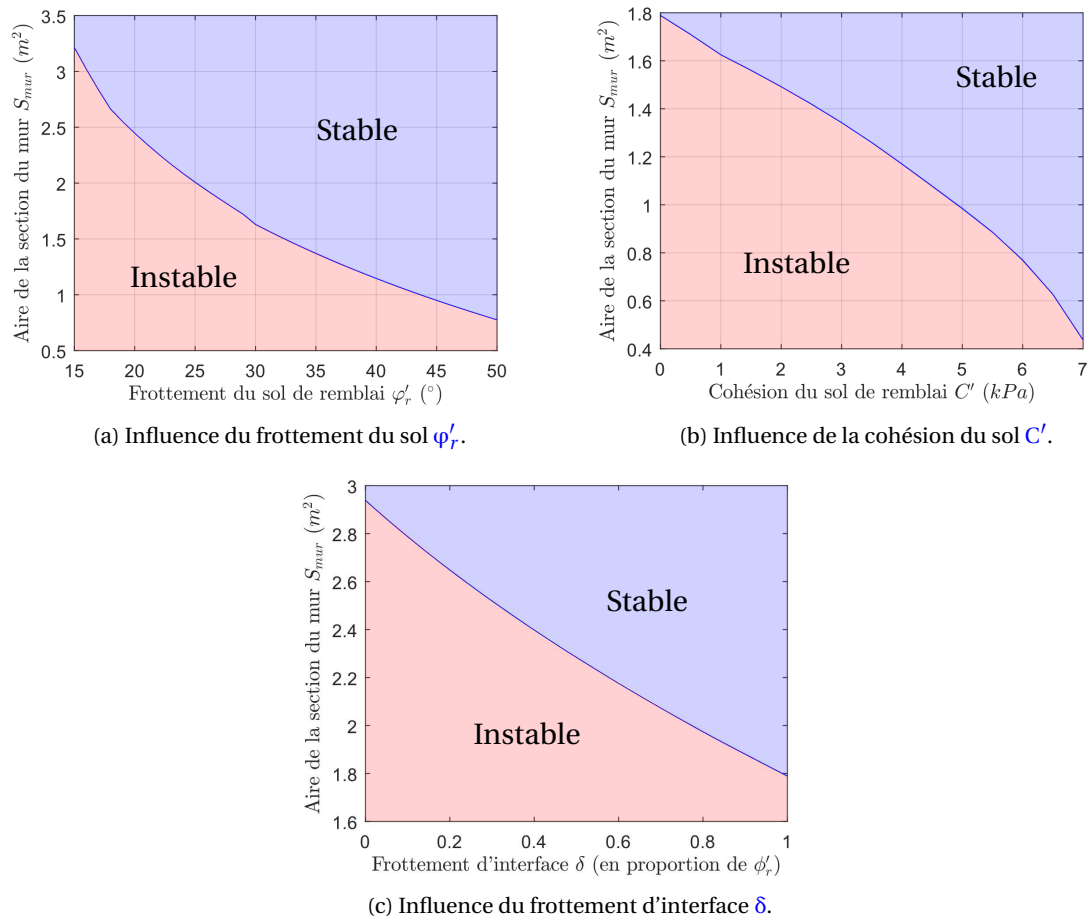 3.5
3
2.5
2
1.5
1
0.5
Aire de la section du mur S_mur (m²)
Stable
Instable
15 20 25 30 35 40 45 50
Frottement du sol de remblai φ′_r (°)
(a) Influence du frottement du sol φ′_r.
1.8
1.6
1.4
1.2
1
0.8
0.6
0.4
Aire de la section du mur S_mur (m²)
Stable
Instable
0 1 2 3 4 5 6 7
Cohésion du sol de remblai C′ (kPa)
(b) Influence de la cohésion du sol C′.
3
2.8
2.6
2.4
2.2
2
1.8
1.6
Aire de la section du mur S_mur (m²)
Stable
Instable
0 0.2 0.4 0.6 0.8 1
Frottement d'interface δ (en proportion de ϕ′_r)
(c) Influence du frottement d'interface δ.